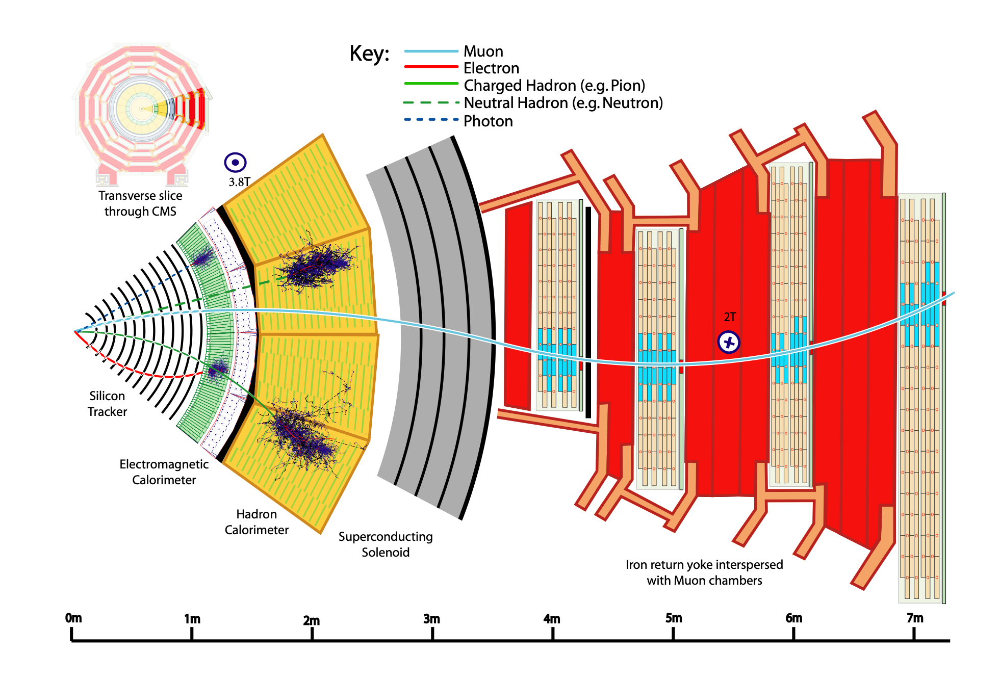 Key:
Muon
Electron
Charged Hadron (e.g. Pion)
Neutral Hadron (e.g. Neutron)
Photon
3.8T
Transverse slice
through CMS
2T
Silicon
Tracker
Electromagnetic
Calorimeter
Hadron
Calorimeter
Superconducting
Solenoid
Iron return yoke interspersed
with Muon chambers
0m 1m 2m 3m 4m 5m 6m 7m